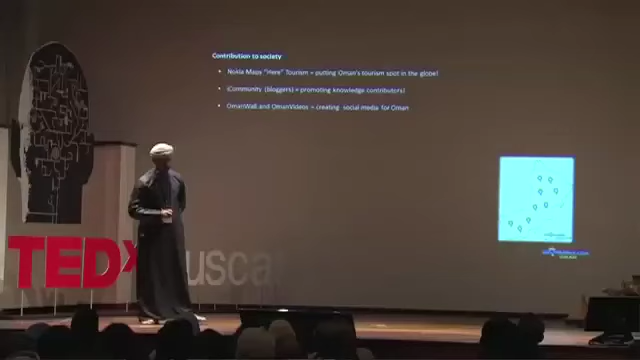 Contribution to society
• Nokia Maps "Here" Tourism = putting Oman's tourism spot in the globe!
• iCommunity (bloggers) = promoting knowledge contributors!
• OmanWall and OmanVideos = creating social media for Oman
TEDx
usca